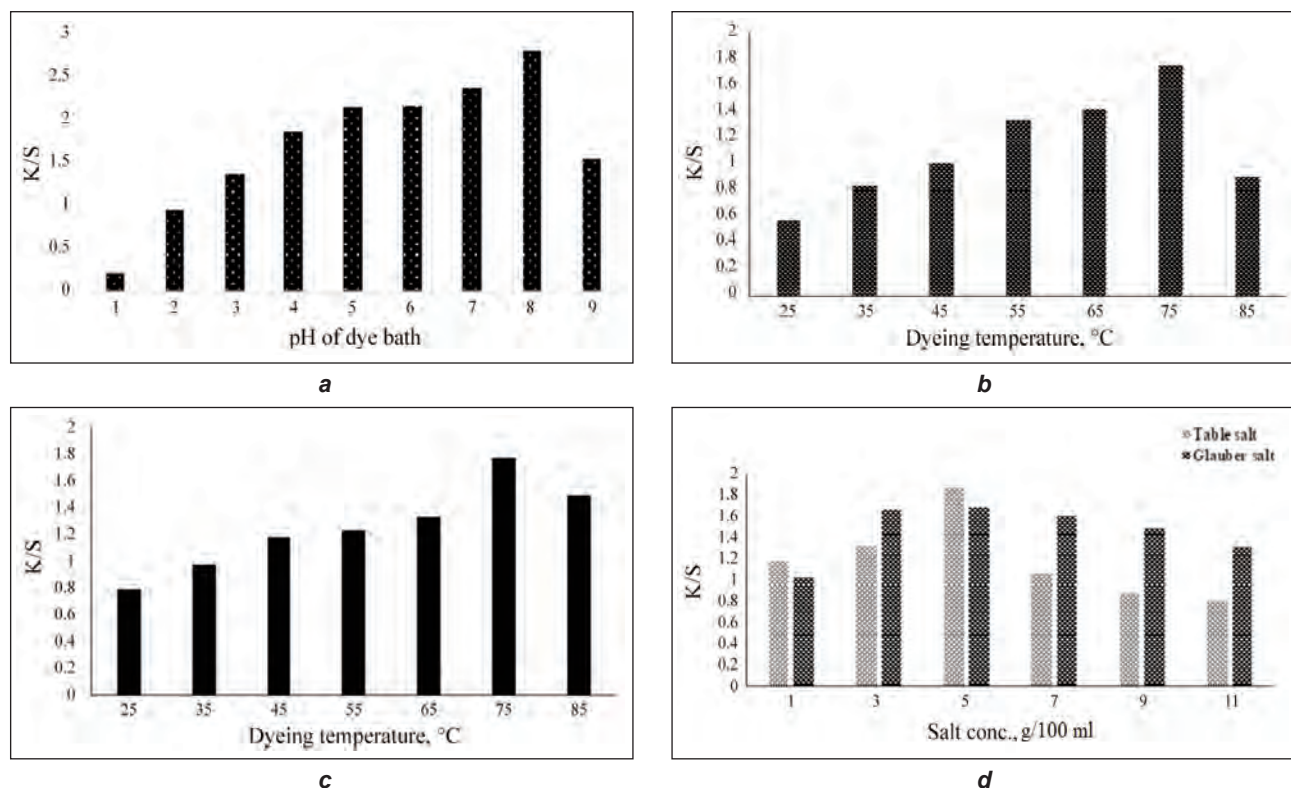 3
2.5
2
1.5
1
0.5
0
K/S
1 2 3 4 5 6 7 8 9
pH of dye bath
a
2
1.8
1.6
1.4
1.2
1
0.8
0.6
0.4
0.2
0
K/S
25 35 45 55 65 75 85
Dyeing temperature, °C
b
2
1.8
1.6
1.4
1.2
1
0.8
0.6
0.4
0.2
0
K/S
25 35 45 55 65 75 85
Dyeing temperature, °C
c
Table salt
Glauber salt
2
1.8
1.6
1.4
1.2
1
0.8
0.6
0.4
0.2
0
K/S
1 3 5 7 9 11
Salt conc., g/100 ml
d